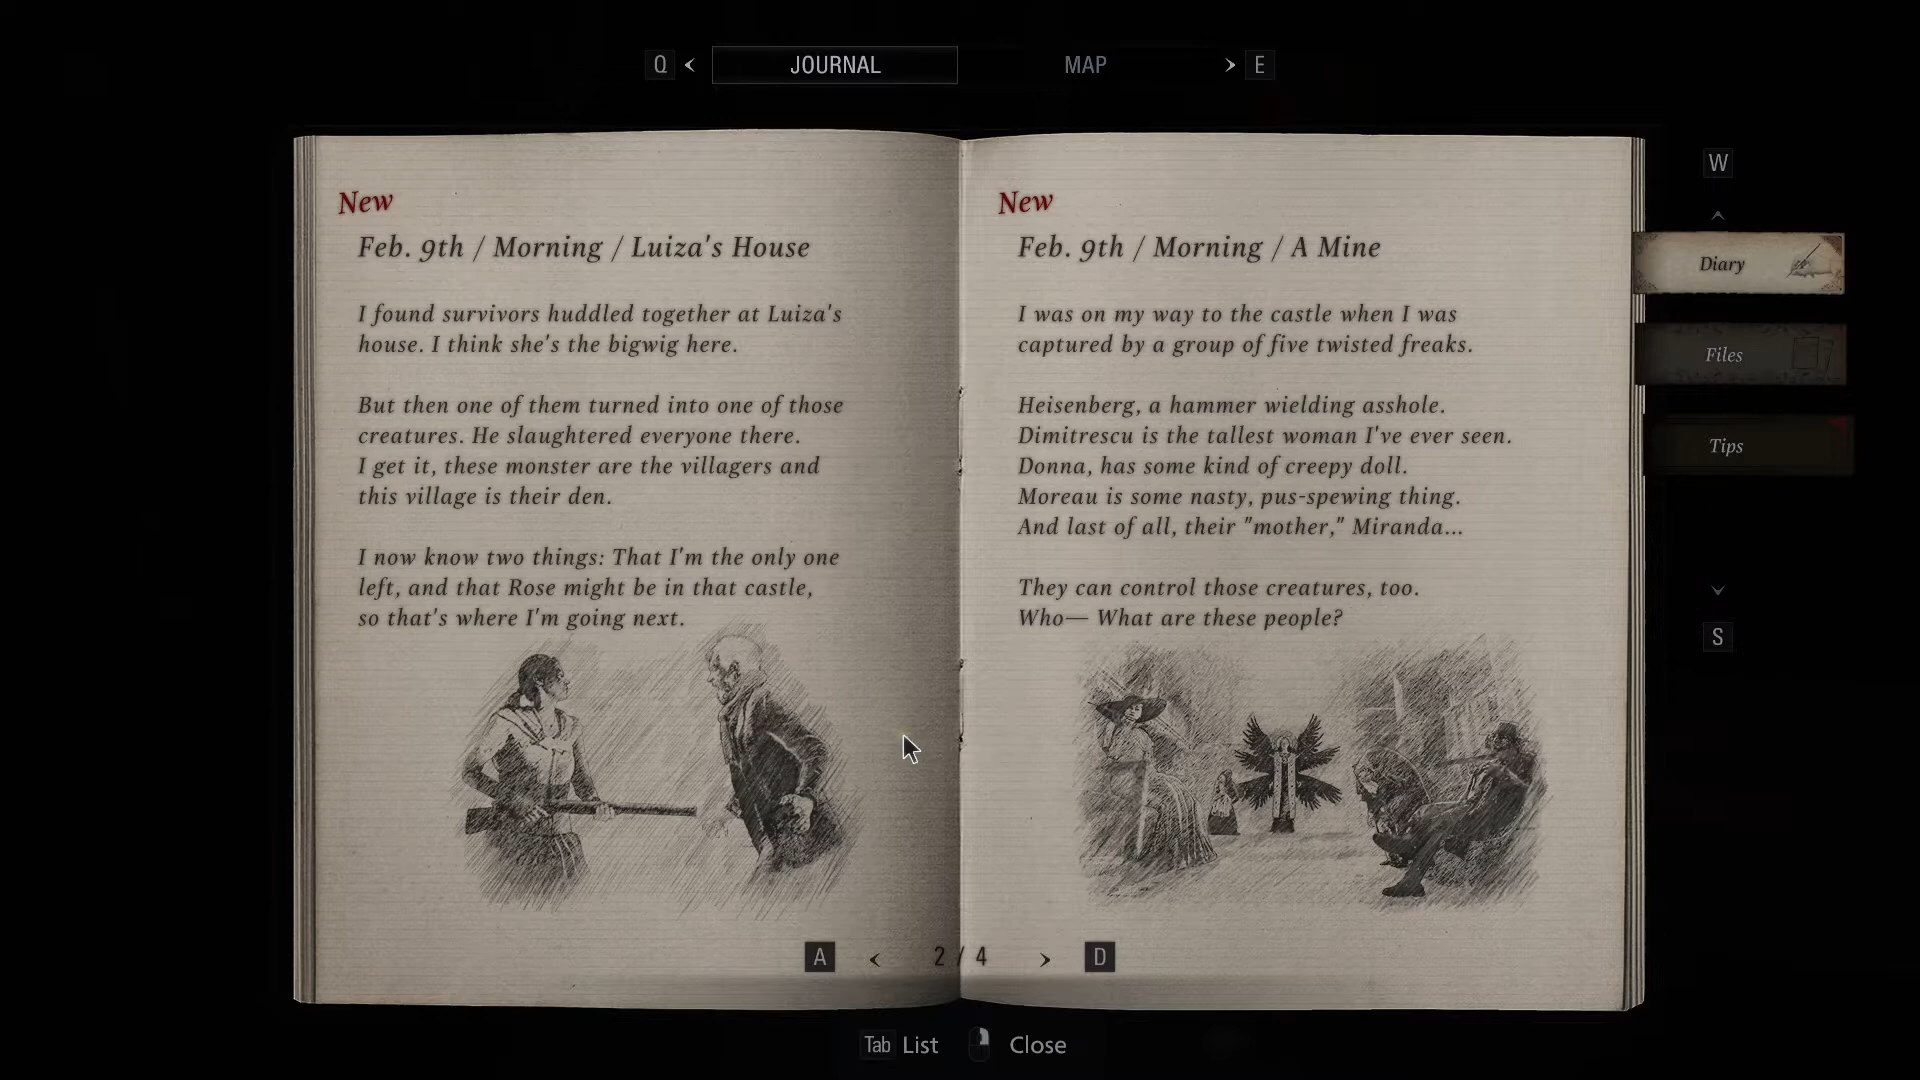 Q < JOURNAL MAP > E
New
Feb. 9th / Morning / Luiza's House
I found survivors huddled together at Luiza's
house. I think she's the bigwig here.
But then one of them turned into one of those
creatures. He slaughtered everyone there.
I get it, these monster are the villagers and
this village is their den.
I now know two things: That I'm the only one
left, and that Rose might be in that castle,
so that's where I'm going next.
New
Feb. 9th / Morning / A Mine
I was on my way to the castle when I was
captured by a group of five twisted freaks.
Heisenberg, a hammer wielding asshole.
Dimitrescu is the tallest woman I've ever seen.
Donna, has some kind of creepy doll.
Moreau is some nasty, pus-spewing thing.
And last of all, their "mother," Miranda...
They can control those creatures, too.
Who— What are these people?
W
Diary
Files
Tips
S
A < 2 / 4 > D
Tab List Close